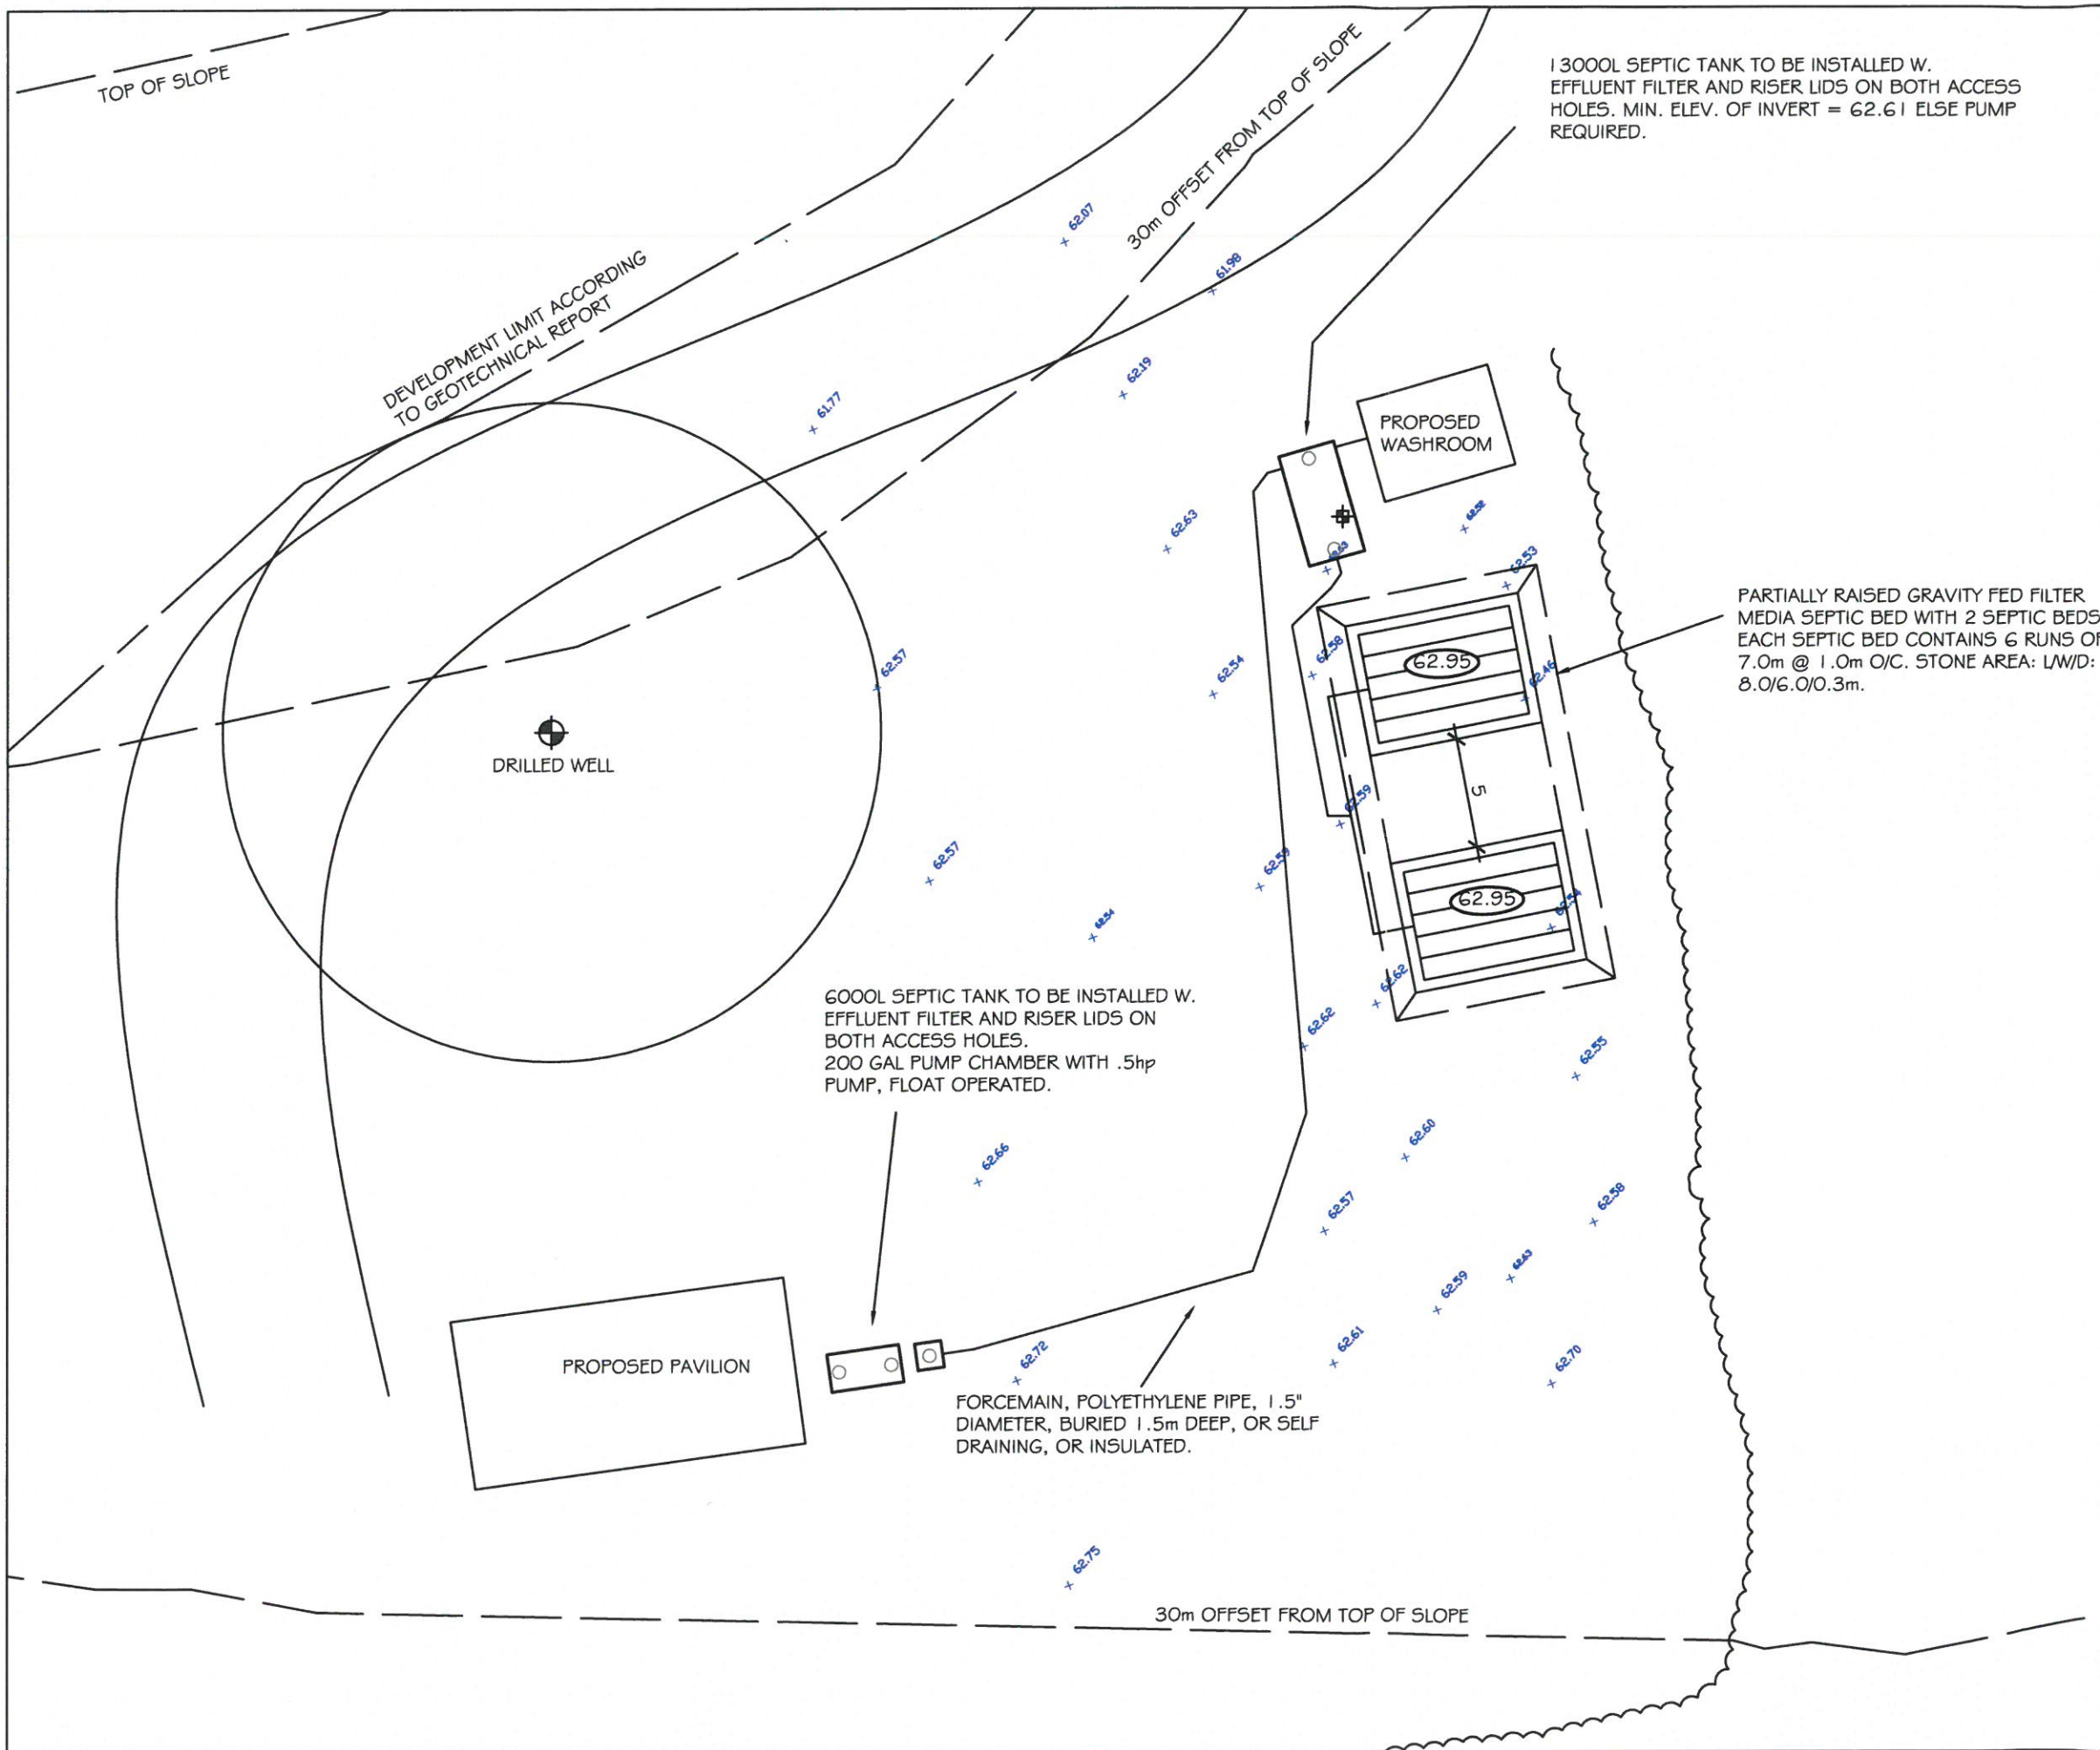 TOP OF SLOPE
13000L SEPTIC TANK TO BE INSTALLED W.
EFFLUENT FILTER AND RISER LIDS ON BOTH ACCESS
HOLES. MIN. ELEV. OF INVERT = 62.61 ELSE PUMP
REQUIRED.
30m OFFSET FROM TOP OF SLOPE
62.07
61.98
DEVELOPMENT LIMIT ACCORDING
TO GEOTECHNICAL REPORT
62.19
61.77
PROPOSED
WASHROOM
62.63
62.52
62.53
PARTIALLY RAISED GRAVITY FED FILTER
MEDIA SEPTIC BED WITH 2 SEPTIC BEDS
EACH SEPTIC BED CONTAINS 6 RUNS OF
7.0m @ 1.0m O/C. STONE AREA: L/W/D:
8.0/6.0/0.3m.
62.57
62.54
62.58
62.95
62.46
DRILLED WELL
5
62.59
62.57
62.59
62.54
62.95
62.54
62.62
62.62
6000L SEPTIC TANK TO BE INSTALLED W.
EFFLUENT FILTER AND RISER LIDS ON
BOTH ACCESS HOLES.
200 GAL PUMP CHAMBER WITH .5hp
PUMP, FLOAT OPERATED.
62.55
62.60
62.66
62.57
62.58
62.63
62.59
PROPOSED PAVILION
62.72
62.61
62.70
FORCEMAIN, POLYETHYLENE PIPE, 1.5"
DIAMETER, BURIED 1.5m DEEP, OR SELF
DRAINING, OR INSULATED.
62.75
30m OFFSET FROM TOP OF SLOPE